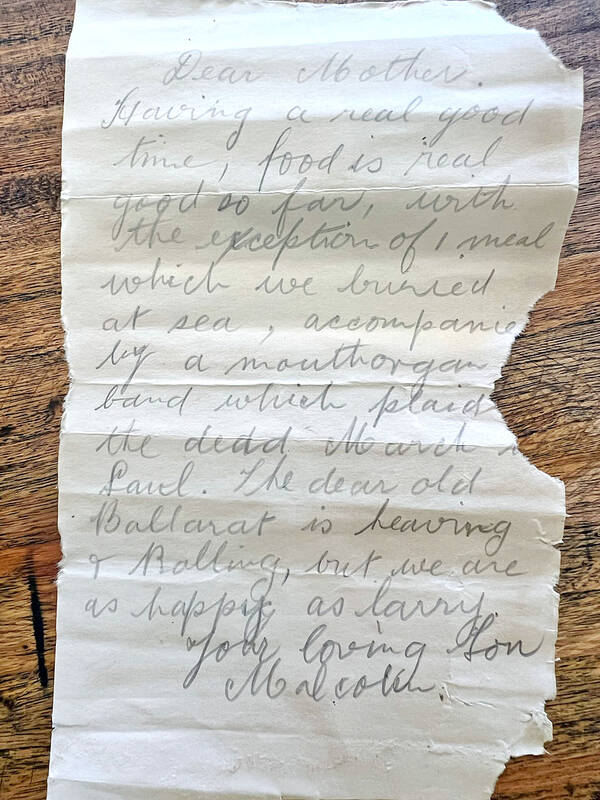 Dear Mother.
Having a real good
time, food is real
good so far, with
the exception of 1 meal
which we buried
at sea, accompanie
by a mouthorgan
band which plaid
the dead March
Saul. The dear old
Ballarat is heaving
& Rolling, but we are
as happy as larry.
Your loving Son
Malcolm.